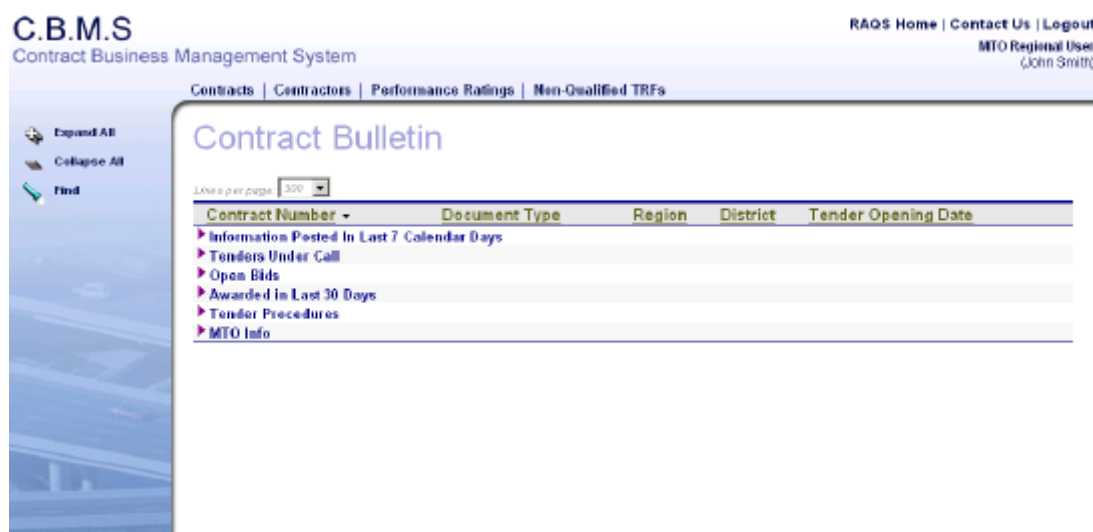 C.B.M.S
Contract Business Management System
RAQS Home | Contact Us | Logout
MTO Regional User
(John Smith)
Contracts | Contractors | Performance Ratings | Non-Qualified TRFs
Expand All
Collapse All
Find
Contract Bulletin
Lines per page: 300
Contract Number Document Type Region District Tender Opening Date
Information Posted In Last 7 Calendar Days
Tenders Under Call
Open Bids
Awarded in Last 30 Days
Tender Procedures
MTO Info